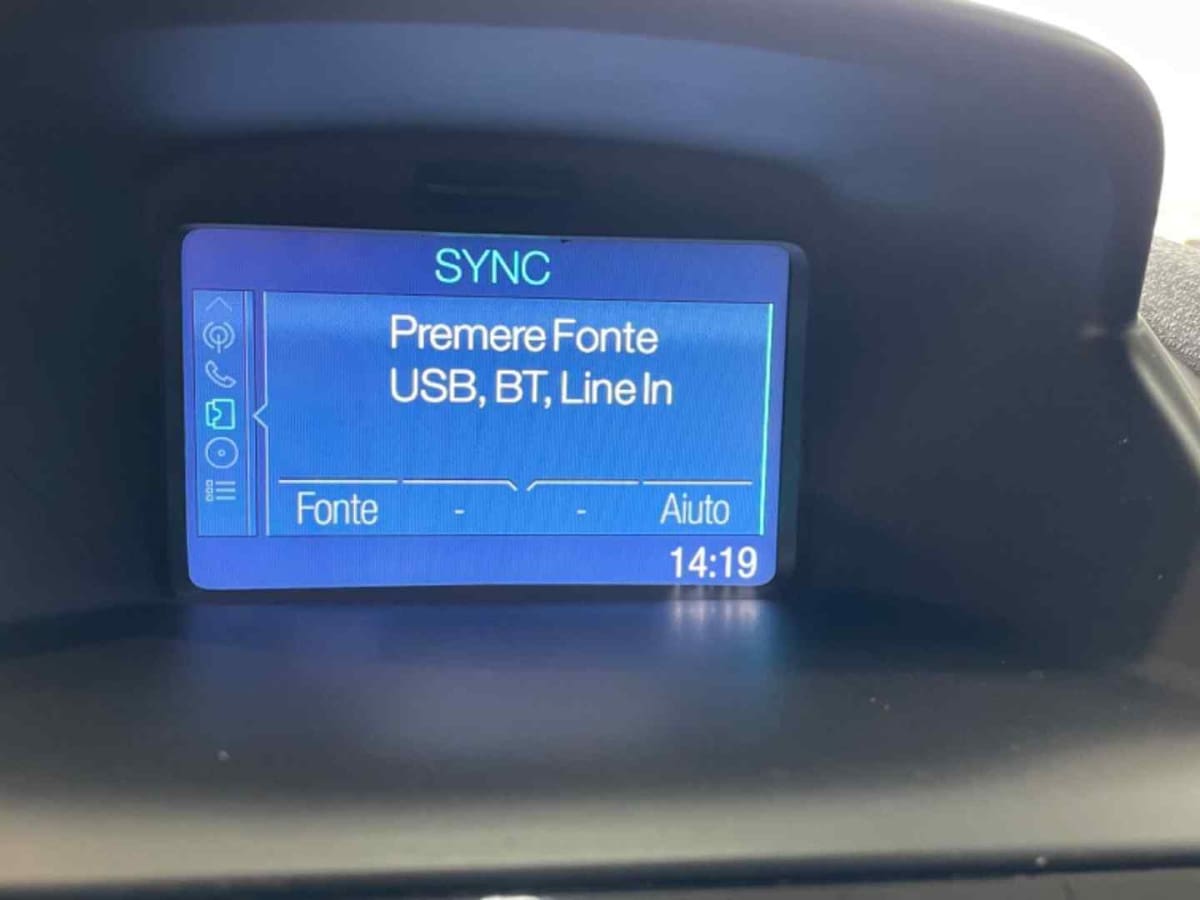 SYNC
Premere Fonte
USB, BT, Line In
Fonte - - Aiuto
14:19